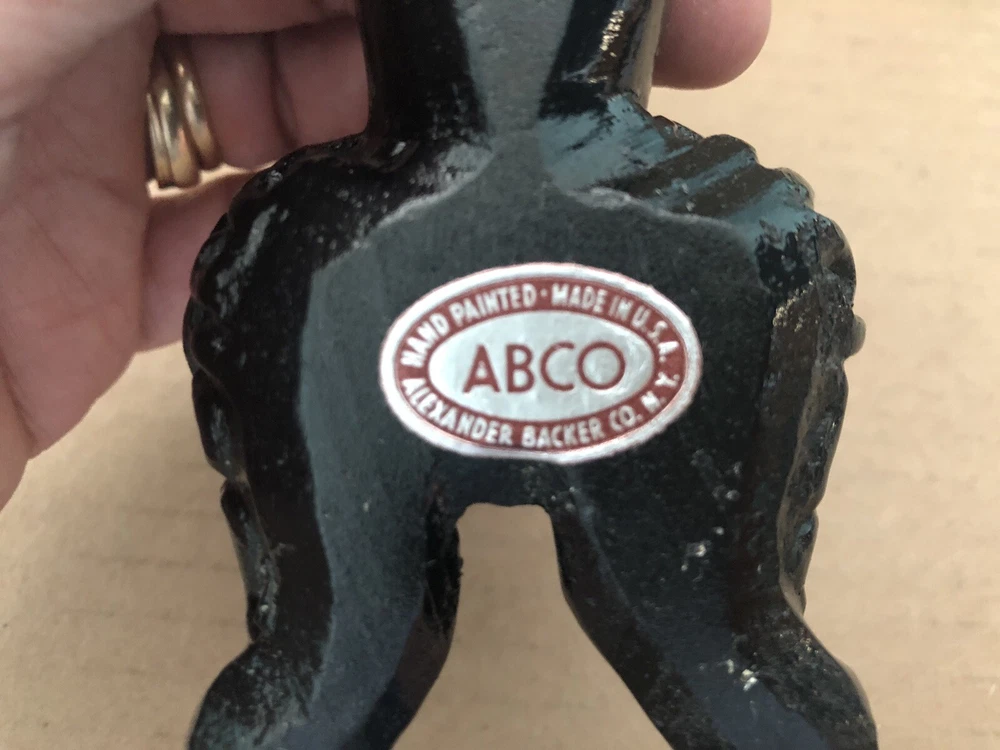 HAND PAINTED · MADE IN U.S.A.
ABCO
ALEXANDER BACKER CO. N.Y.